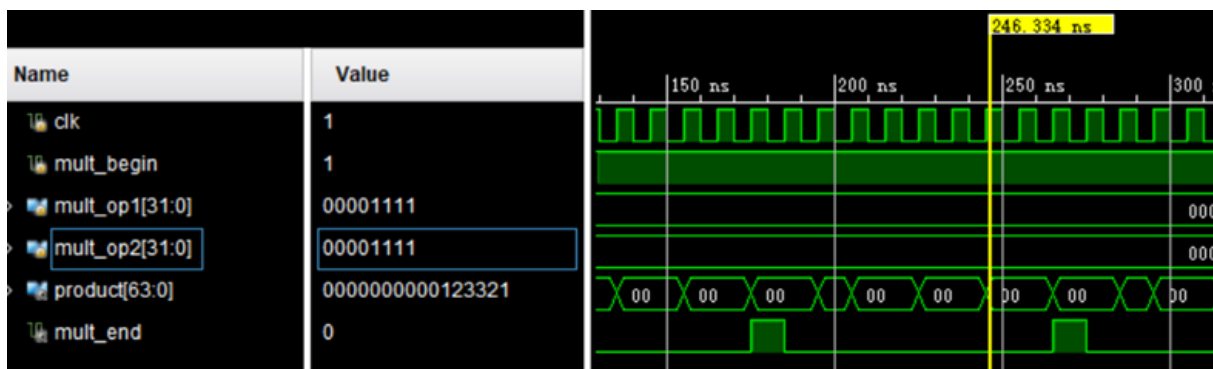 246.334 ns
Name Value
150 ns 200 ns 250 ns 300
clk 1
mult_begin 1
mult_op1[31:0] 00001111 000
mult_op2[31:0] 00001111 000
product[63:0] 0000000000123321 00 00 00 00 00 00 00 00
mult_end 0